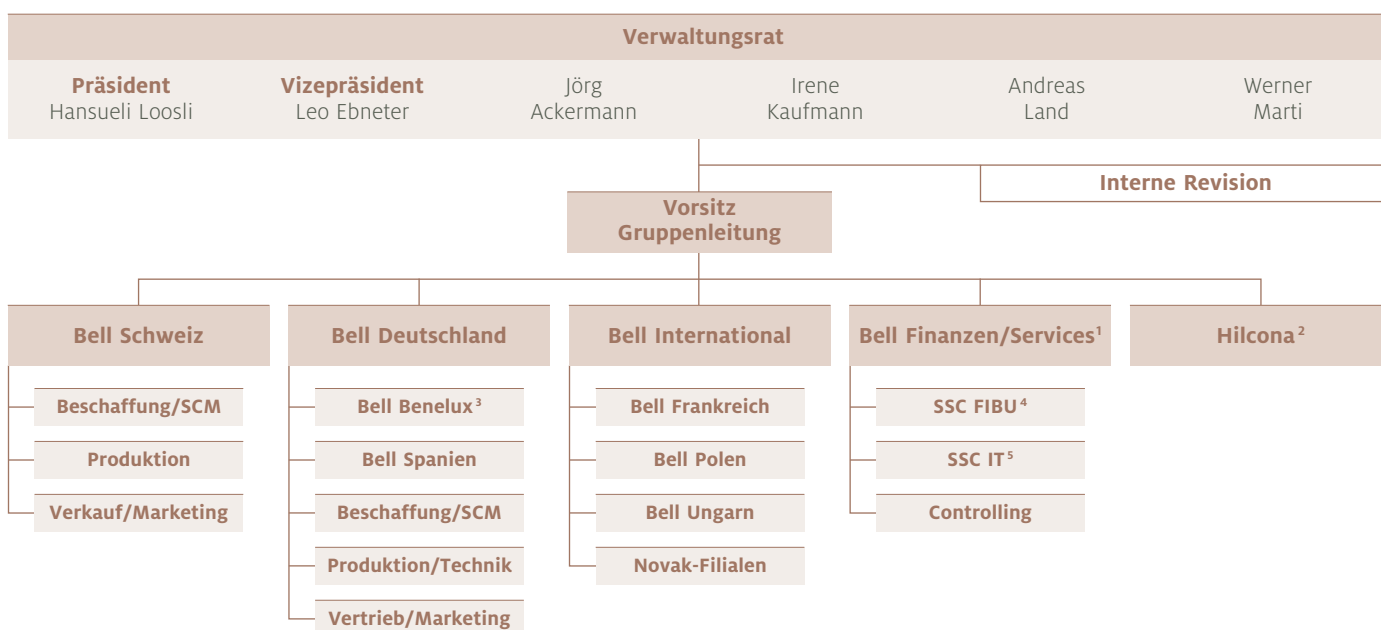 Verwaltungsrat
Präsident
Hansueli Loosli
Vizepräsident
Leo Ebneter
Jörg
Ackermann
Irene
Kaufmann
Andreas
Land
Werner
Marti
Interne Revision
Vorsitz
Gruppenleitung
Bell Schweiz
Beschaffung/SCM
Produktion
Verkauf/Marketing
Bell Deutschland
Bell Benelux³
Bell Spanien
Beschaffung/SCM
Produktion/Technik
Vertrieb/Marketing
Bell International
Bell Frankreich
Bell Polen
Bell Ungarn
Novak-Filialen
Bell Finanzen/Services¹
SSC FIBU⁴
SSC IT⁵
Controlling
Hilcona²